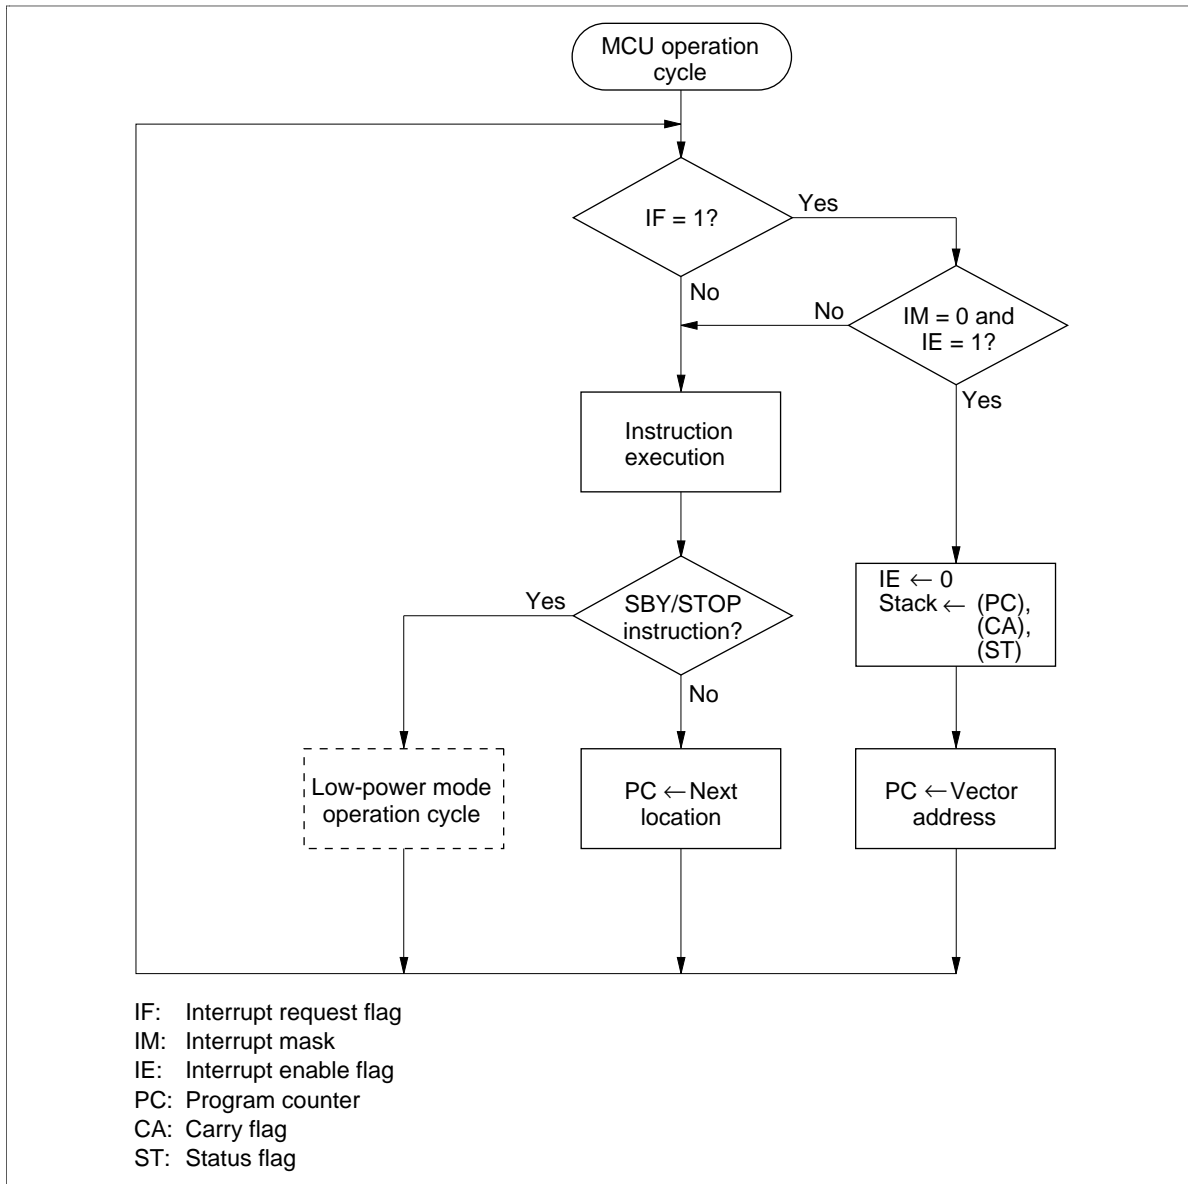 MCU operation
cycle
IF = 1?
Yes
No
IM = 0 and
IE = 1?
No
Yes
Instruction
execution
IE ← 0
Stack ← (PC),
(CA),
(ST)
SBY/STOP
instruction?
Yes
No
Low-power mode
operation cycle
PC ← Next
location
PC ← Vector
address
IF: Interrupt request flag
IM: Interrupt mask
IE: Interrupt enable flag
PC: Program counter
CA: Carry flag
ST: Status flag